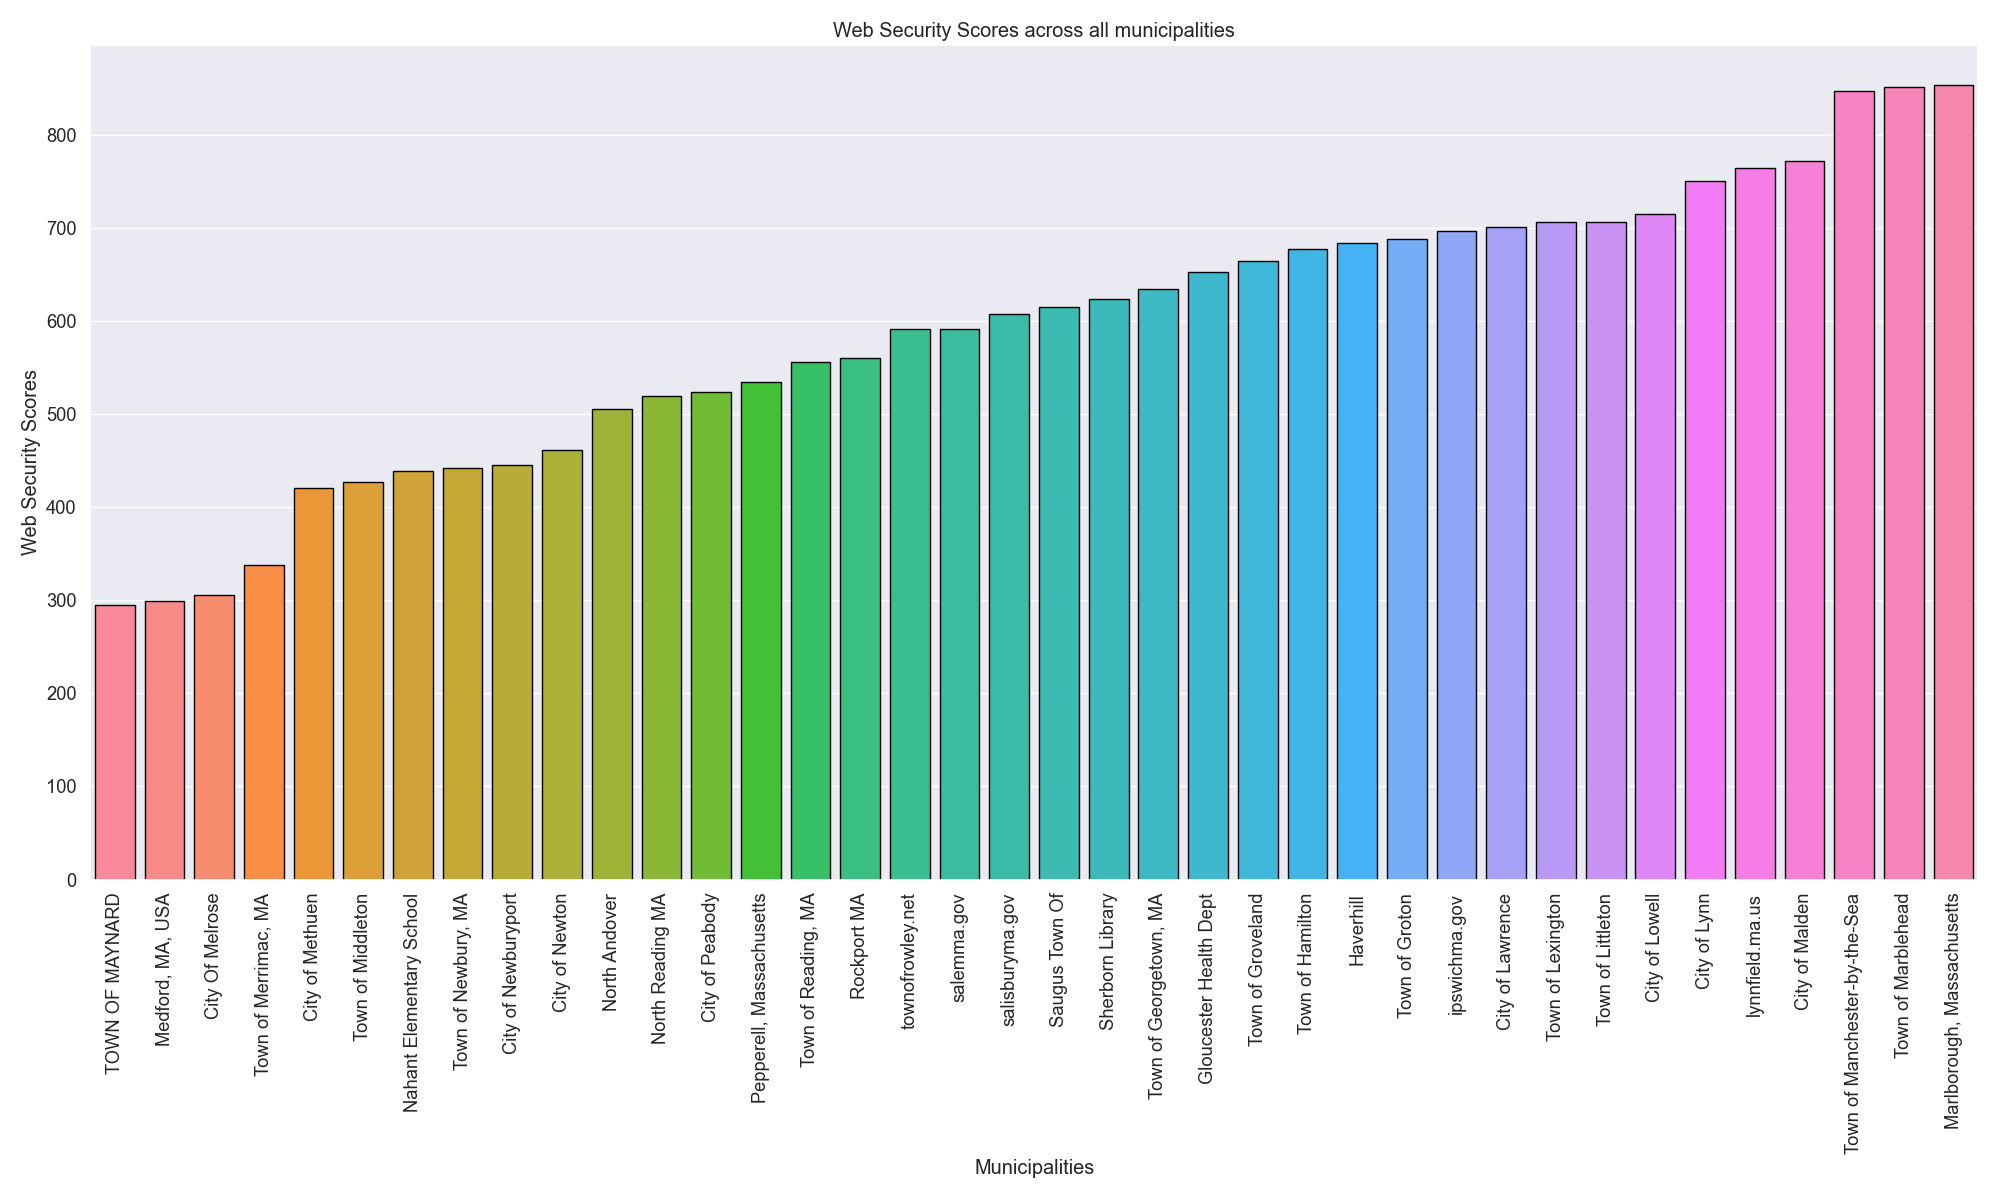 Web Security Scores across all municipalities
Web Security Scores
800
700
600
500
400
300
200
100
0
TOWN OF MAYNARD
Medford, MA, USA
City Of Melrose
Town of Merrimac, MA
City of Methuen
Town of Middleton
Nahant Elementary School
Town of Newbury, MA
City of Newburyport
City of Newton
North Andover
North Reading MA
City of Peabody
Pepperell, Massachusetts
Town of Reading, MA
Rockport MA
townofrowley.net
salemma.gov
salisburyma.gov
Saugus Town Of
Sherborn Library
Town of Georgetown, MA
Gloucester Health Dept
Town of Groveland
Town of Hamilton
Haverhill
Town of Groton
ipswichma.gov
City of Lawrence
Town of Lexington
Town of Littleton
City of Lowell
City of Lynn
lynnfield.ma.us
City of Malden
Town of Manchester-by-the-Sea
Town of Marblehead
Marlborough, Massachusetts
Municipalities